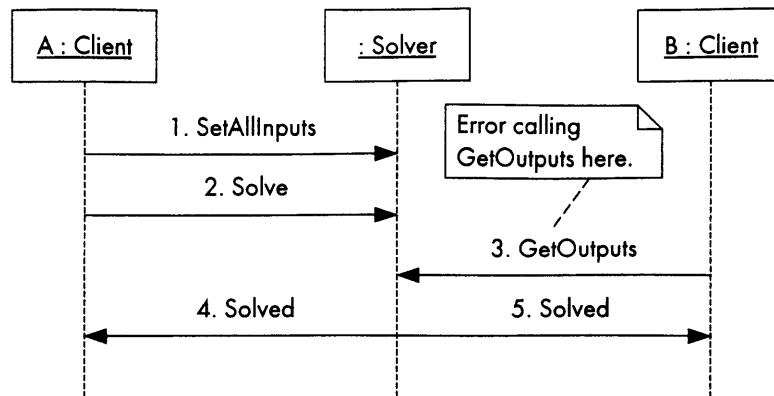 A : Client
: Solver
B : Client
1. SetAllInputs
Error calling
GetOutputs here.
2. Solve
3. GetOutputs
4. Solved
5. Solved